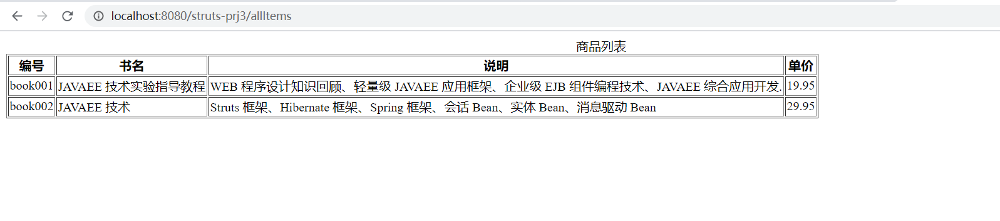 localhost:8080/struts-prj3/allItems
商品列表
编号 书名 说明 单价
book001 JAVAEE 技术实验指导教程 WEB 程序设计知识回顾、轻量级 JAVAEE 应用框架、企业级 EJB 组件编程技术、JAVAEE 综合应用开发. 19.95
book002 JAVAEE 技术 Struts 框架、Hibernate 框架、Spring 框架、会话 Bean、实体 Bean、消息驱动 Bean 29.95